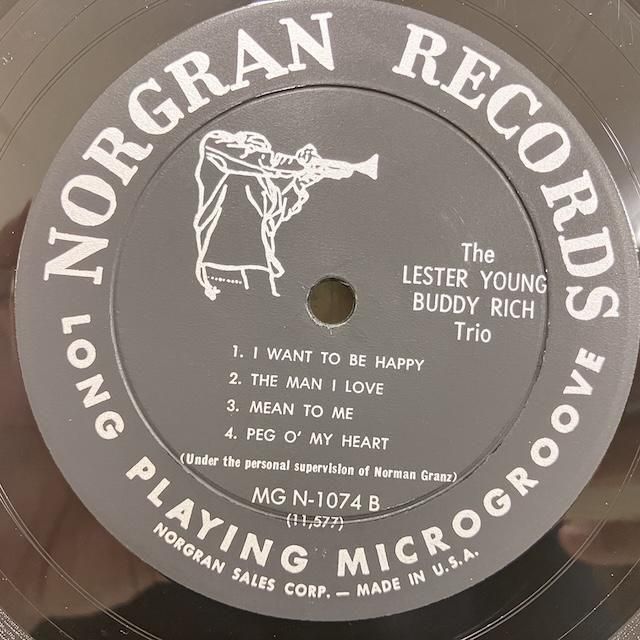 NORGRAN RECORDS
The
LESTER YOUNG
BUDDY RICH
Trio
1. I WANT TO BE HAPPY
2. THE MAN I LOVE
3. MEAN TO ME
4. PEG O' MY HEART
(Under the personal supervision of Norman Granz)
MG N-1074 B
(11,577)
LONG PLAYING MICROGROOVE
NORGRAN SALES CORP. — MADE IN U.S.A.